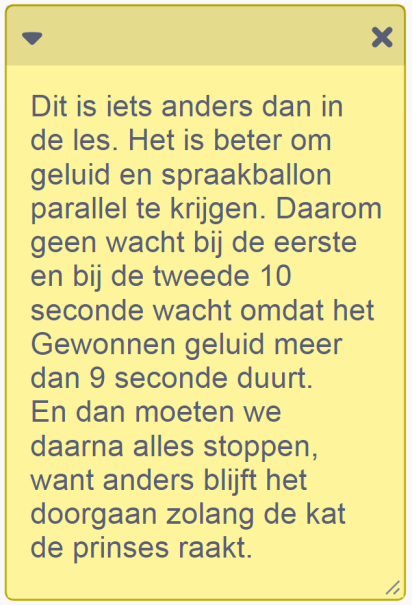 Dit is iets anders dan in
de les. Het is beter om
geluid en spraakballon
parallel te krijgen. Daarom
geen wacht bij de eerste
en bij de tweede 10
seconde wacht omdat het
Gewonnen geluid meer
dan 9 seconde duurt.
En dan moeten we
daarna alles stoppen,
want anders blijft het
doorgaan zolang de kat
de prinses raakt.